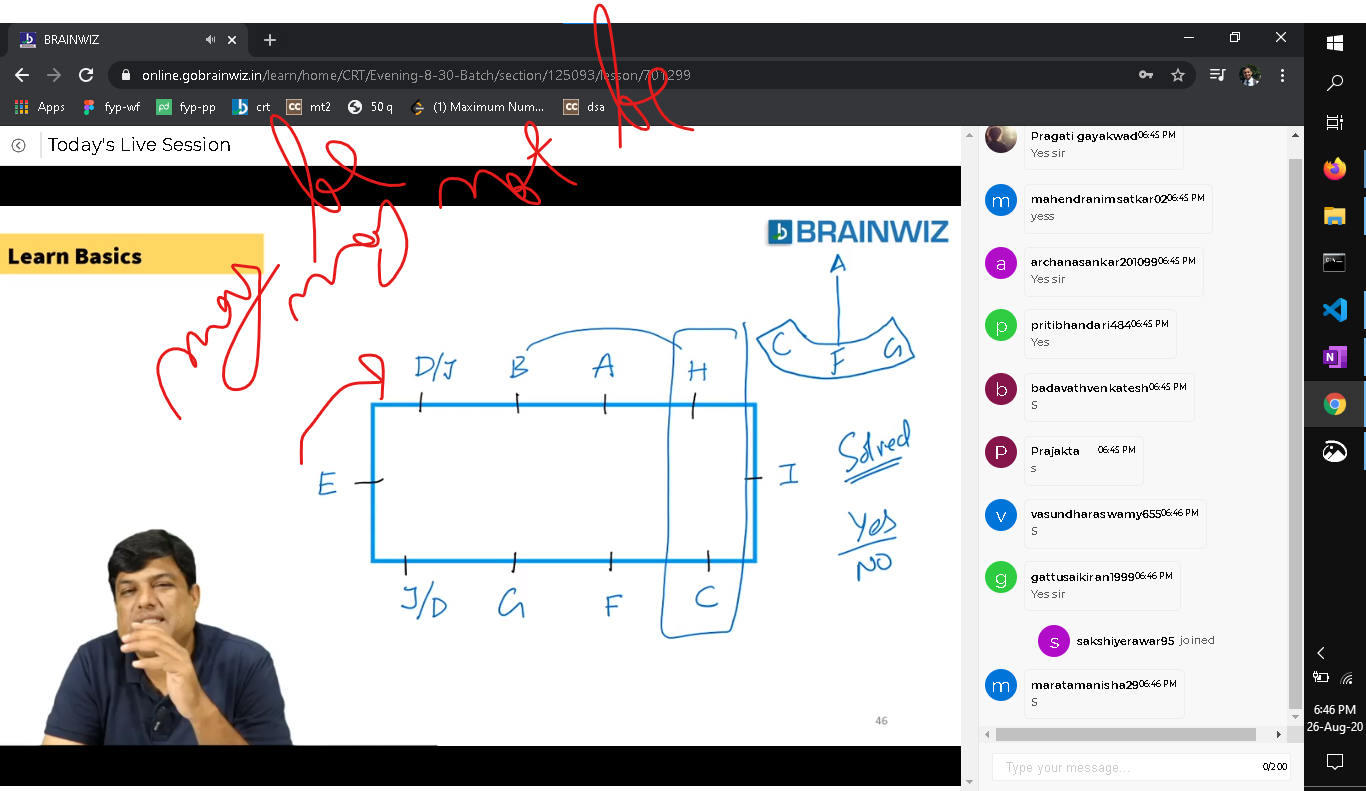 BRAINWIZ
online.gobrainwiz.in/learn/home/CRT/Evening-8-30-Batch/section/125093/lesson/701299
Apps fyp-wf fyp-pp crt mt2 50 q (1) Maximum Num... dsa
Today's Live Session
may be may not be
Learn Basics
BRAINWIZ
A
C F G
D/J B A H
E I
J/D G F C
Solved
Yes
NO
46
Pragati gayakwad 06:45 PM
Yes sir
m
mahendranimsatkar02 06:45 PM
yess
a
archanasankar201099 06:45 PM
Yes sir
p
pritibhandari484 06:45 PM
Yes
b
badavathvenkatesh 06:45 PM
S
P
Prajakta 06:45 PM
s
v
vasundharaswamy655 06:46 PM
S
g
gattusaikiran1999 06:46 PM
Yes sir
s
sakshiyerawar95 joined
m
maratamanisha29 06:46 PM
S
Type your message... 0/200
6:46 PM
26-Aug-20